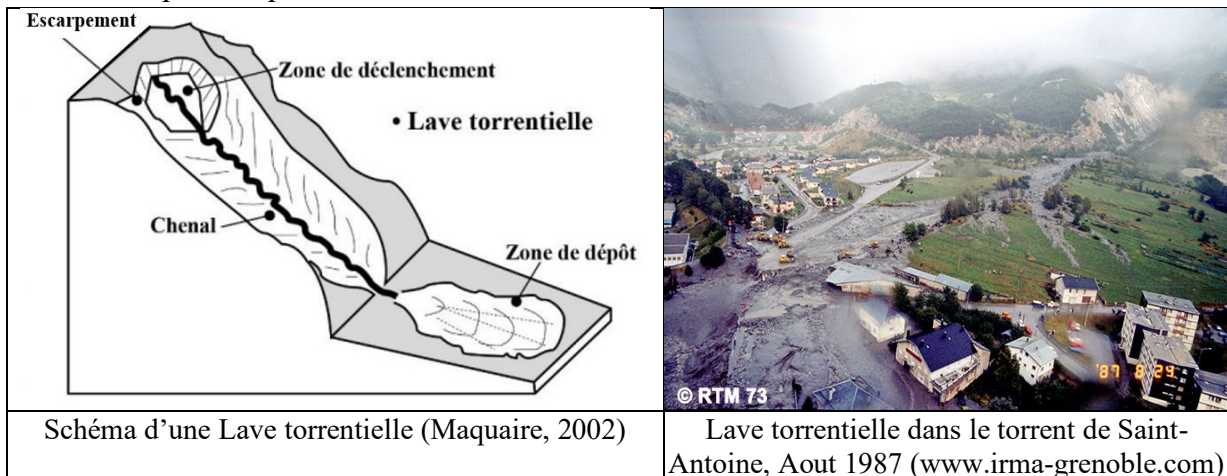 Escarpement
Zone de déclenchement
• Lave torrentielle
Chenal
Zone de dépôt
'87 8 29
© RTM 73
Schéma d'une Lave torrentielle (Maquaire, 2002)
Lave torrentielle dans le torrent de Saint-
Antoine, Aout 1987 (www.irma-grenoble.com)